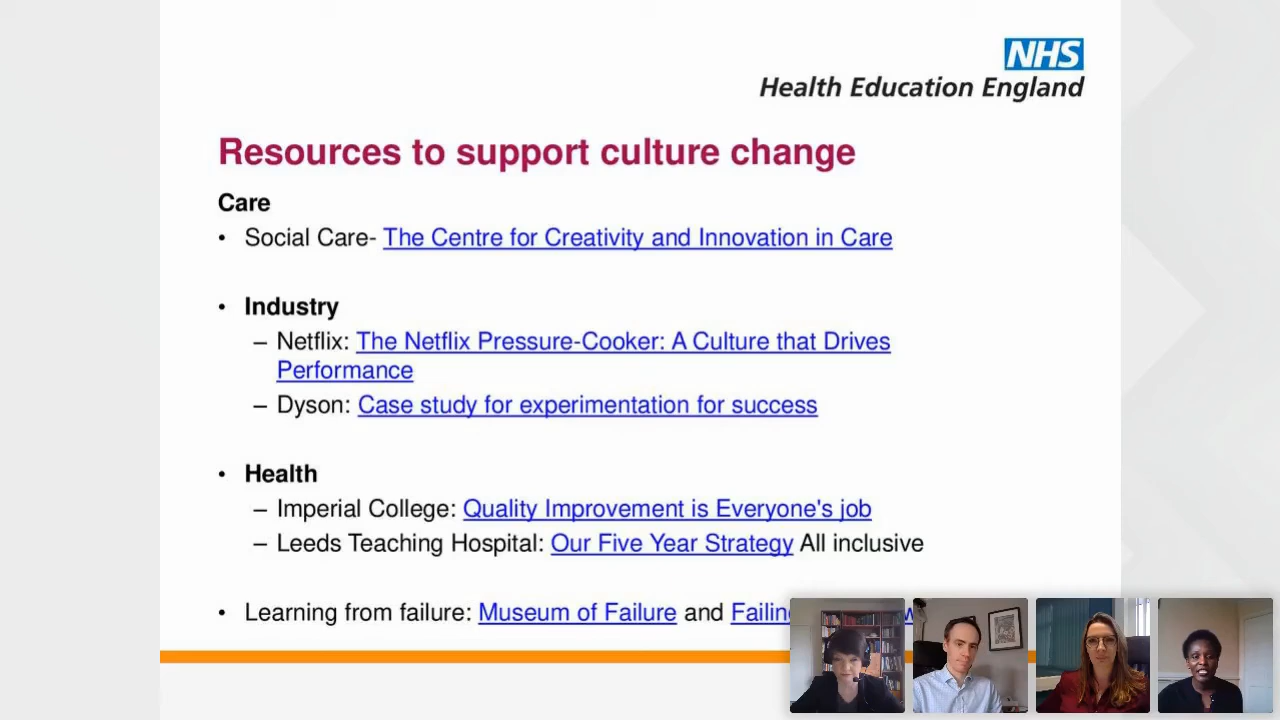 NHS
Health Education England
Resources to support culture change
Care
• Social Care- The Centre for Creativity and Innovation in Care
• Industry
– Netflix: The Netflix Pressure-Cooker: A Culture that Drives
Performance
– Dyson: Case study for experimentation for success
• Health
– Imperial College: Quality Improvement is Everyone's job
– Leeds Teaching Hospital: Our Five Year Strategy All inclusive
• Learning from failure: Museum of Failure and